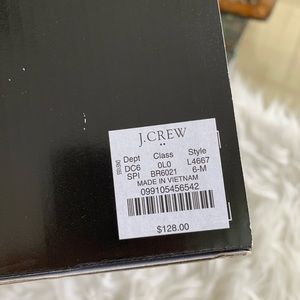 J.CREW
Dept Class Style
DC6 0L0 L4667
SPI BR6021 6-M
MADE IN VIETNAM
099105456542
$128.00